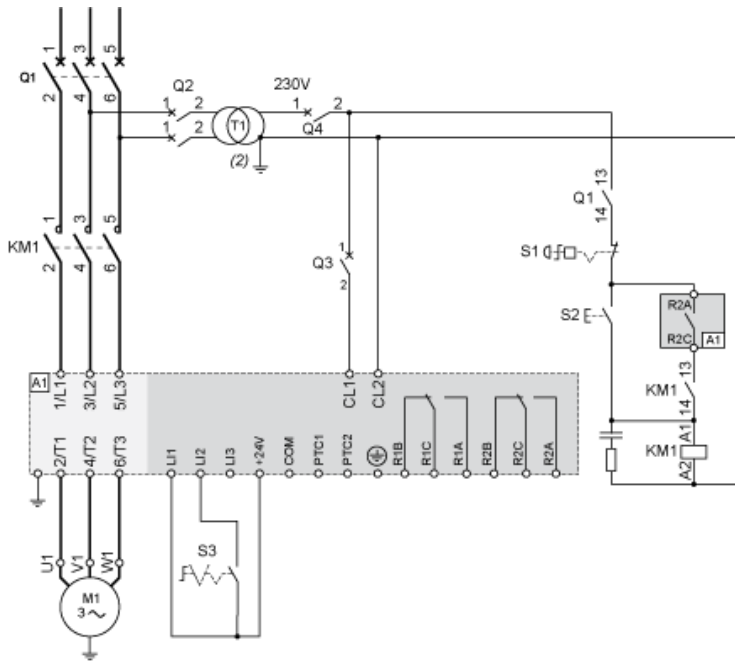 1 3 5
Q1
2 4 6
Q2
1 2
1 2
T1
(2)
230V
1 2
Q4
Q1
13
14
S1
1 3 5
KM1
2 4 6
Q3
1
2
S2
R2A
R2C
A1
KM1
13
14
A1
KM1
A2
A1
1/L1 3/L2 5/L3
CL1 CL2
2/T1 4/T2 6/T3
LI1 LI2 LI3 +24V COM PTC1 PTC2 R1B R1C R1A R2B R2C R2A
S3
U1 V1 W1
M1
3